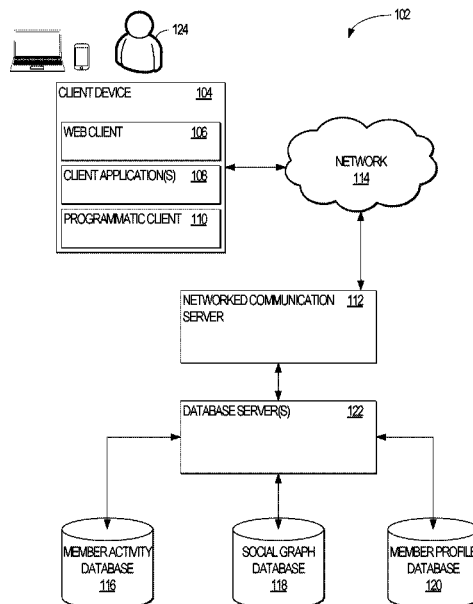 124
102
CLIENT DEVICE 104
WEB CLIENT 106
CLIENT APPLICATION(S) 108
PROGRAMMATIC CLIENT 110
NETWORK
114
NETWORKED COMMUNICATION 112
SERVER
DATABASE SERVER(S) 122
MEMBER ACTIVITY
DATABASE
116
SOCIAL GRAPH
DATABASE
118
MEMBER PROFILE
DATABASE
120